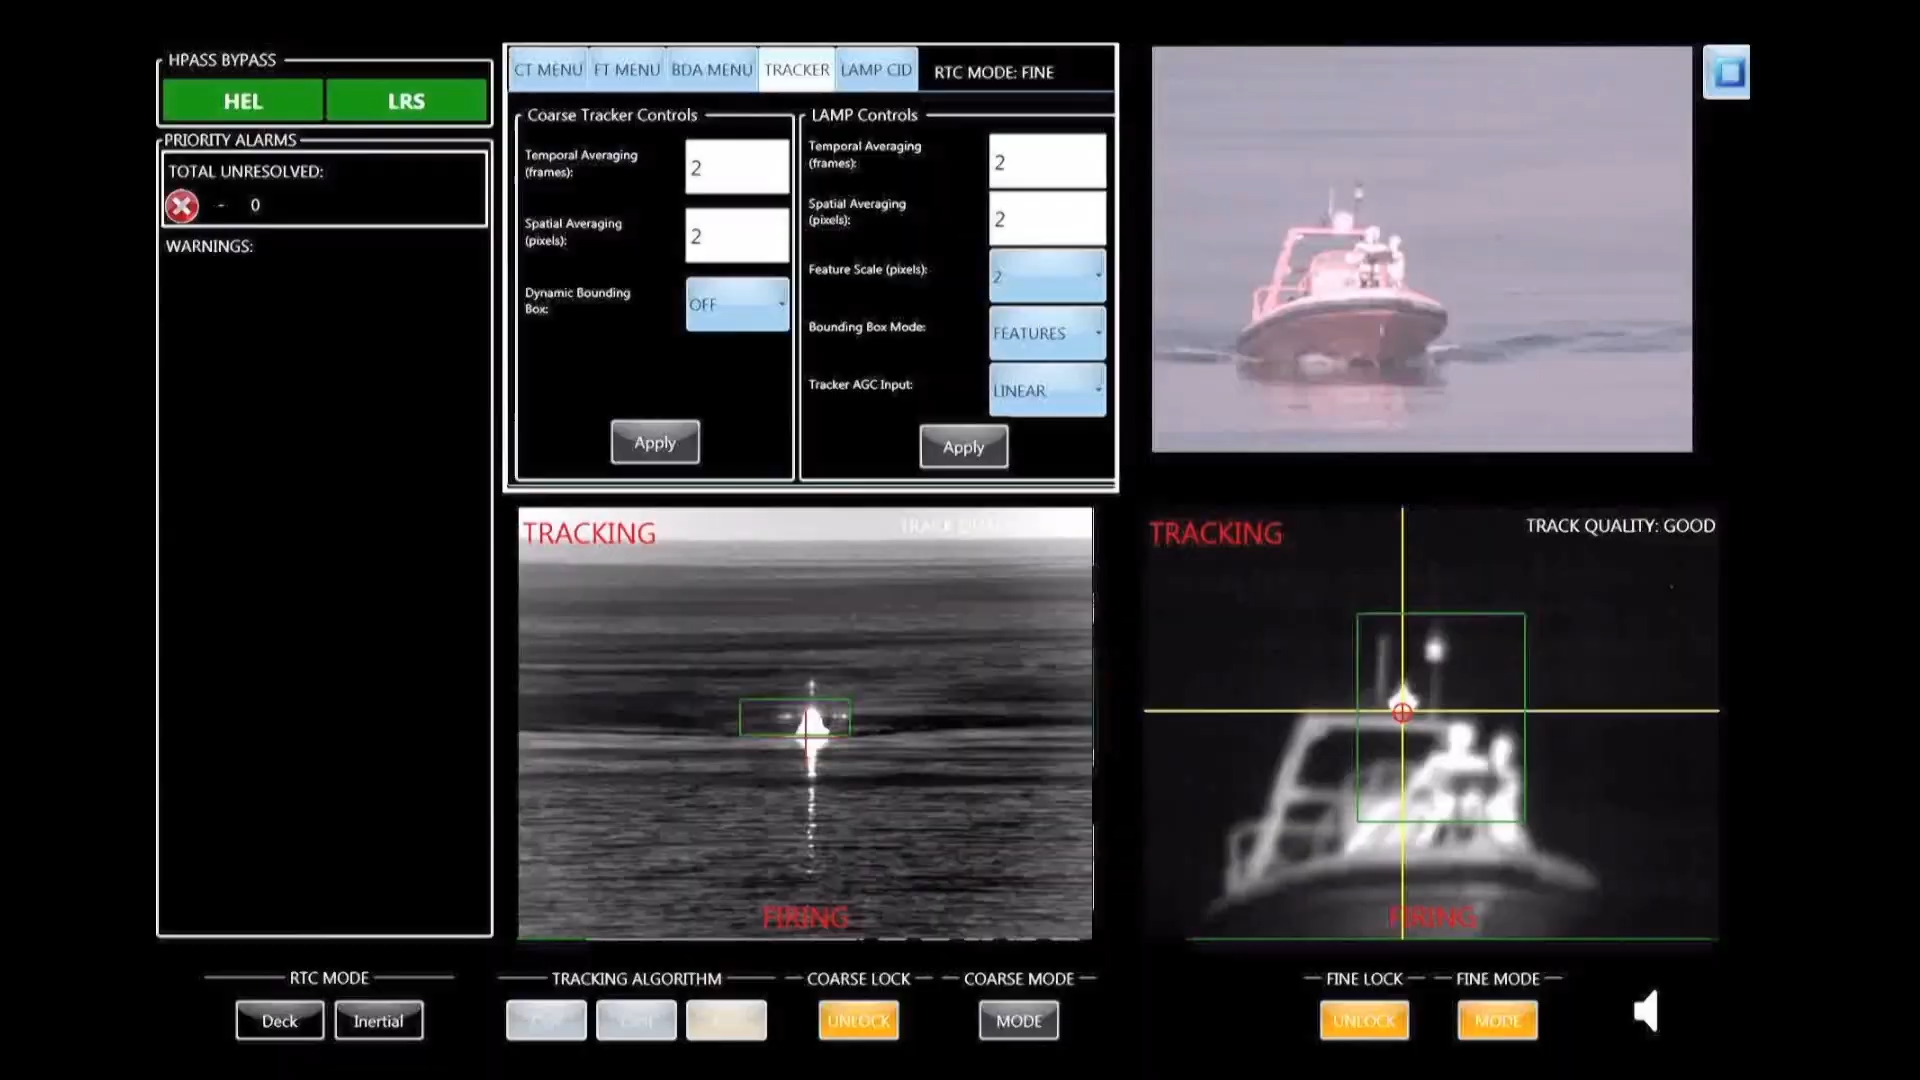 HPASS BYPASS
HEL
LRS
PRIORITY ALARMS
TOTAL UNRESOLVED:
- 0
WARNINGS:
CT MENU
FT MENU
BDA MENU
TRACKER
LAMP CID
RTC MODE: FINE
Coarse Tracker Controls
Temporal Averaging
(frames):
2
Spatial Averaging
(pixels):
2
Dynamic Bounding
Box:
OFF
Apply
LAMP Controls
Temporal Averaging
(frames):
2
Spatial Averaging
(pixels):
2
Feature Scale (pixels):
2
Bounding Box Mode:
FEATURES
Tracker AGC Input:
LINEAR
Apply
TRACKING
TRACK
FIRING
TRACKING
TRACK QUALITY: GOOD
FIRING
RTC MODE
Deck
Inertial
TRACKING ALGORITHM
COARSE LOCK
UNLOCK
COARSE MODE
MODE
FINE LOCK
UNLOCK
FINE MODE
MODE